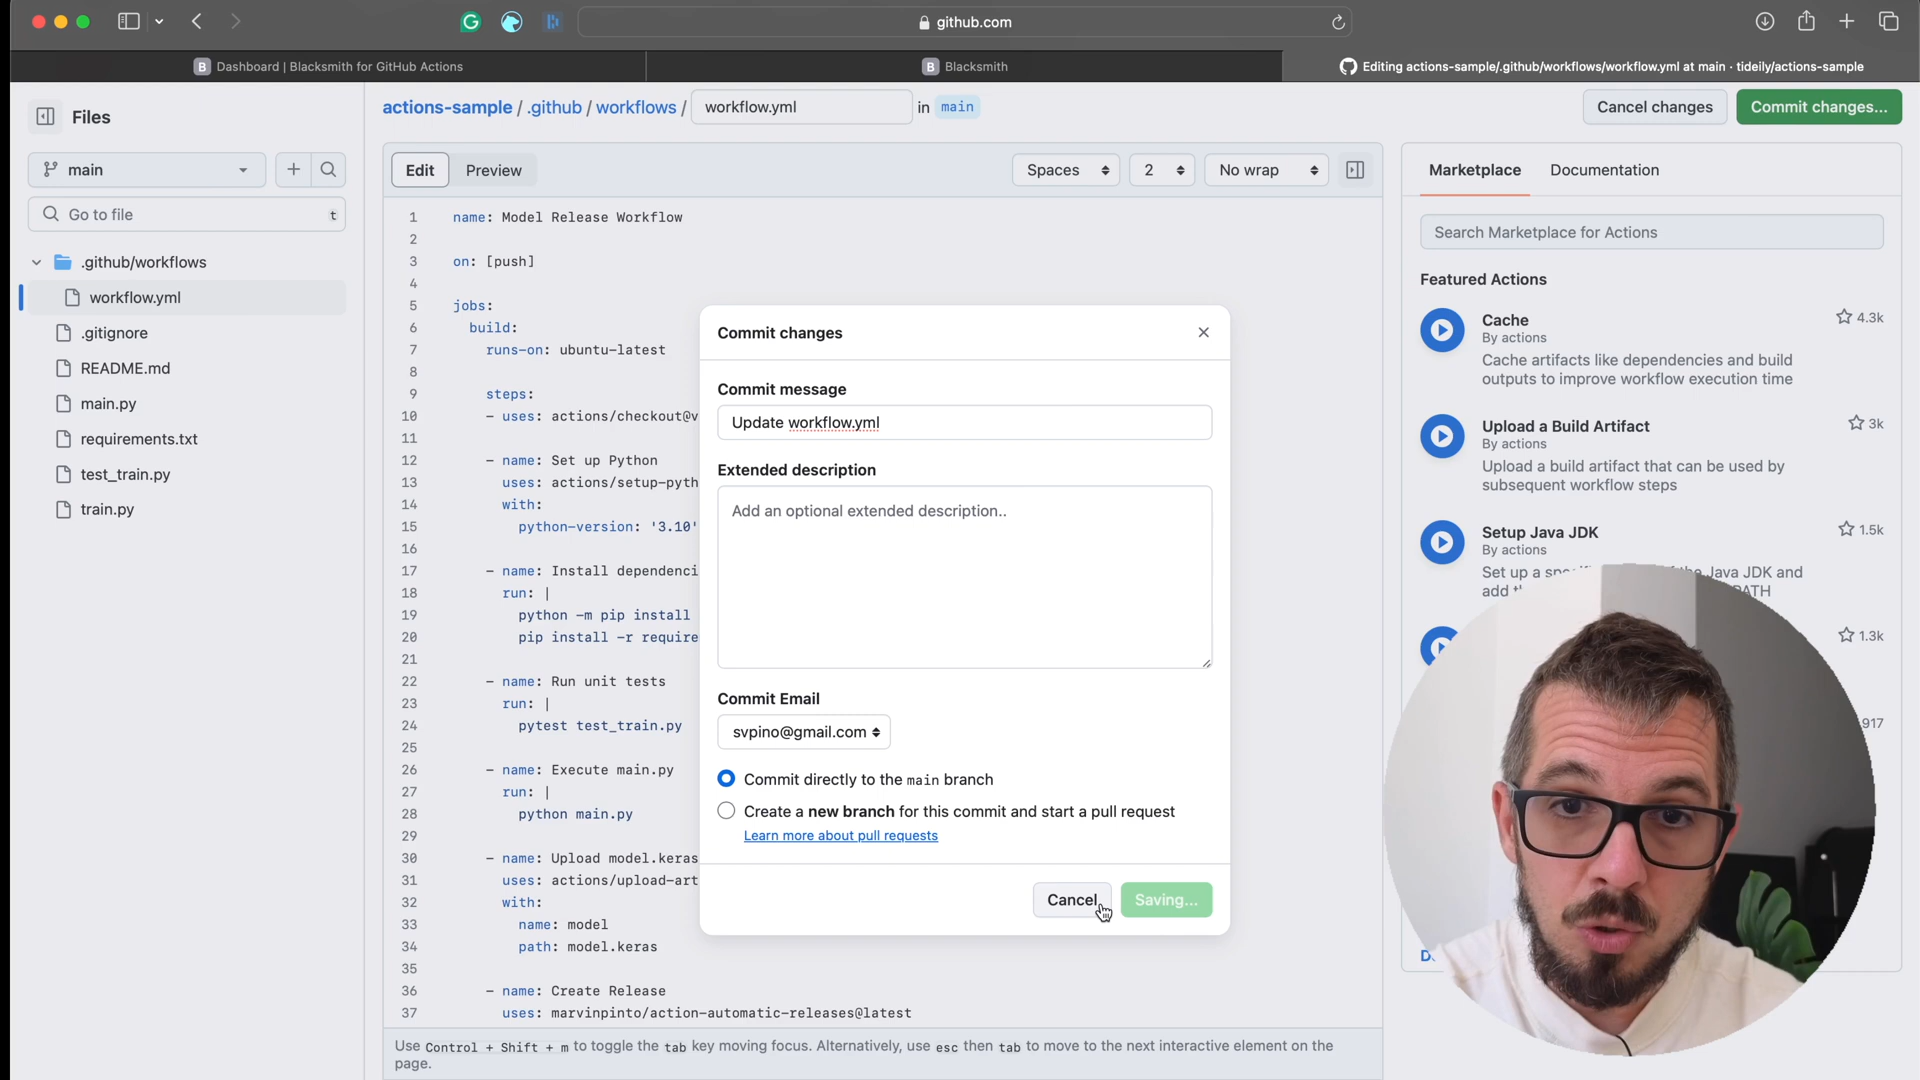 github.com
Dashboard | Blacksmith for GitHub Actions
Blacksmith
Editing actions-sample/.github/workflows/workflow.yml at main · tideily/actions-sample
Files
main
Go to file
t
.github/workflows
workflow.yml
.gitignore
README.md
main.py
requirements.txt
test_train.py
train.py
actions-sample / .github / workflows / workflow.yml in main
Cancel changes
Commit changes...
Edit
Preview
Spaces
2
No wrap
1 name: Model Release Workflow
2
3 on: [push]
4
5 jobs:
6 build:
7 runs-on: ubuntu-latest
8
9 steps:
10 - uses: actions/checkout@v
11
12 - name: Set up Python
13 uses: actions/setup-pyth
14 with:
15 python-version: '3.10'
16
17 - name: Install dependenci
18 run: |
19 python -m pip install
20 pip install -r require
21
22 - name: Run unit tests
23 run: |
24 pytest test_train.py
25
26 - name: Execute main.py
27 run: |
28 python main.py
29
30 - name: Upload model.keras
31 uses: actions/upload-art
32 with:
33 name: model
34 path: model.keras
35
36 - name: Create Release
37 uses: marvinpinto/action-automatic-releases@latest
Use Control + Shift + m to toggle the tab key moving focus. Alternatively, use esc then tab to move to the next interactive element on the
page.
Commit changes
Commit message
Update workflow.yml
Extended description
Add an optional extended description..
Commit Email
svpino@gmail.com
Commit directly to the main branch
Create a new branch for this commit and start a pull request
Learn more about pull requests
Cancel
Saving...
Marketplace
Documentation
Search Marketplace for Actions
Featured Actions
Cache
4.3k
By actions
Cache artifacts like dependencies and build
outputs to improve workflow execution time
Upload a Build Artifact
3k
By actions
Upload a build artifact that can be used by
subsequent workflow steps
Setup Java JDK
1.5k
By actions
Set up a the Java JDK and
add PATH
1.3k
917